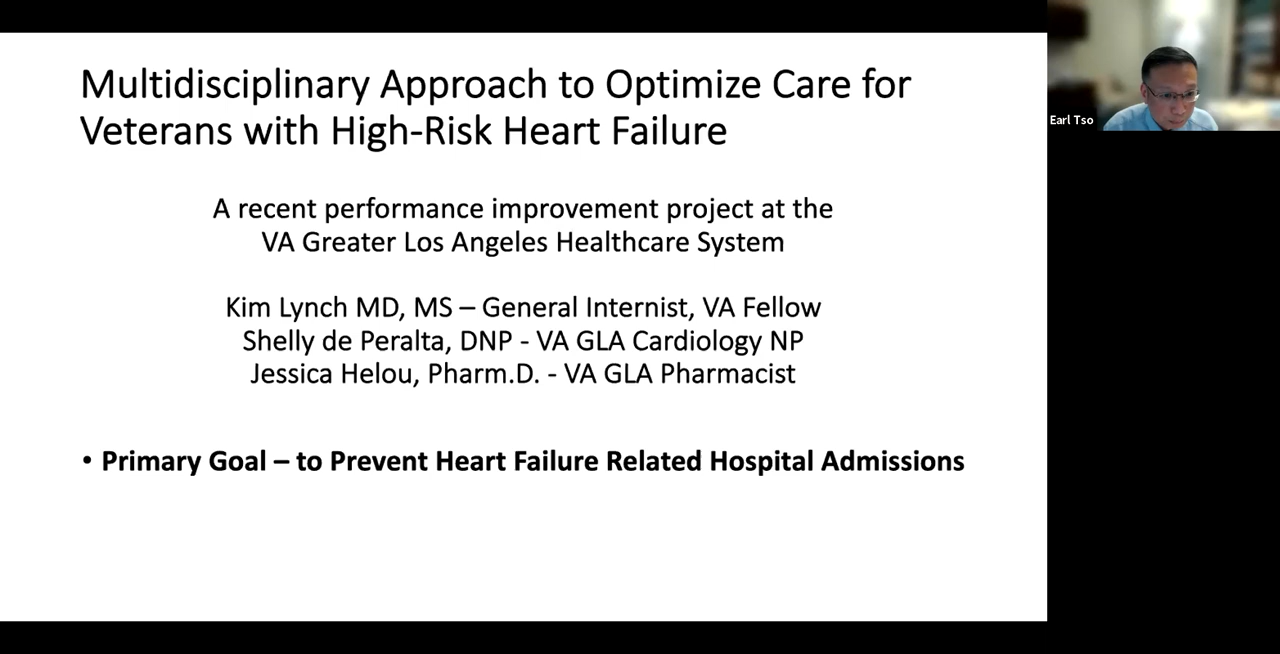 Multidisciplinary Approach to Optimize Care for
Veterans with High-Risk Heart Failure
A recent performance improvement project at the
VA Greater Los Angeles Healthcare System
Kim Lynch MD, MS – General Internist, VA Fellow
Shelly de Peralta, DNP - VA GLA Cardiology NP
Jessica Helou, Pharm.D. - VA GLA Pharmacist
• Primary Goal – to Prevent Heart Failure Related Hospital Admissions
Earl Tso